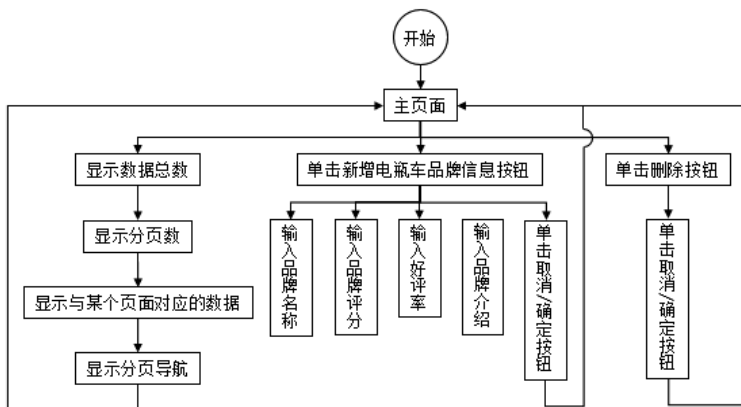 开始
主页面
显示数据总数
单击新增电瓶车品牌信息按钮
单击删除按钮
显示分页数
显示与某个页面对应的数据
显示分页导航
输入品牌名称
输入品牌评分
输入好评率
输入品牌介绍
单击取消/确定按钮
单击取消/确定按钮